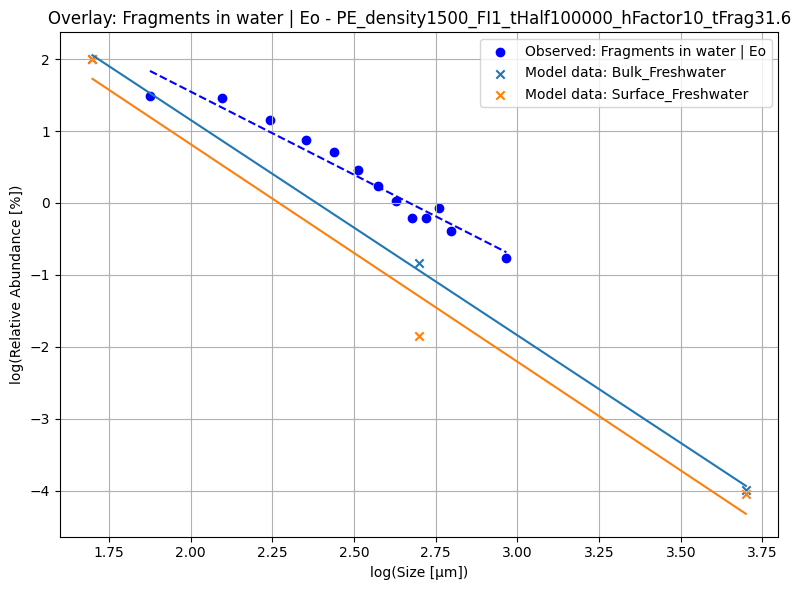 Overlay: Fragments in water | Eo - PE_density1500_FI1_tHalf100000_hFactor10_tFrag31.6
Observed: Fragments in water | Eo
Model data: Bulk_Freshwater
Model data: Surface_Freshwater
log(Relative Abundance [%])
2
1
0
−1
−2
−3
−4
1.75 2.00 2.25 2.50 2.75 3.00 3.25 3.50 3.75
log(Size [µm])